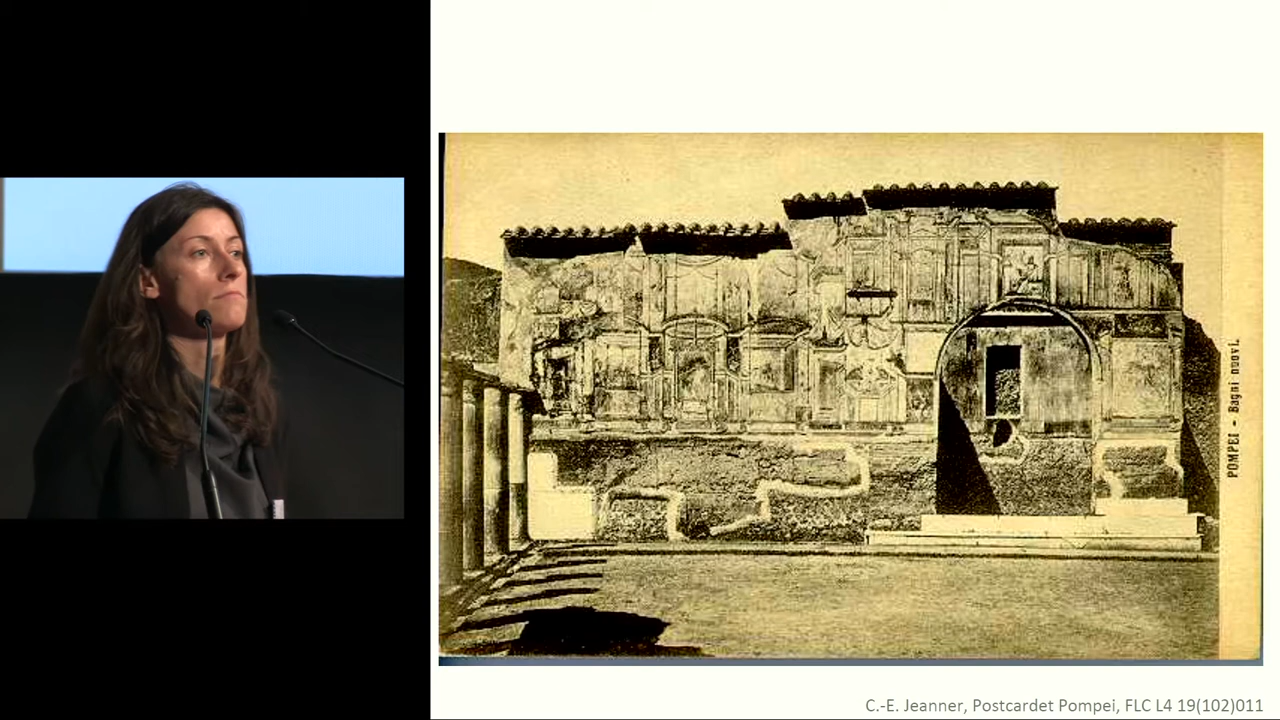 POMPEI - Bagni nuovi.
C.-E. Jeanner, Postcardet Pompei, FLC L4 19(102)011